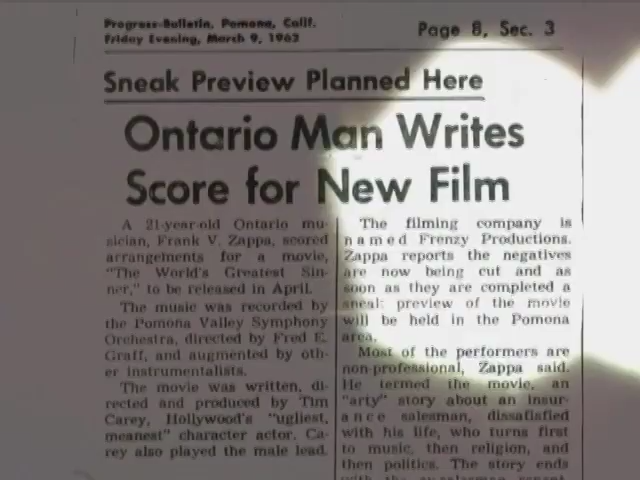 Progress-Bulletin, Pomona, Calif.
Friday Evening, March 9, 1962
Page 8, Sec. 3
Sneak Preview Planned Here
Ontario Man Writes
Score for New Film
A 21-year-old Ontario mu-
sician, Frank V. Zappa, scored
arrangements for a movie,
"The World's Greatest Sin-
ner," to be released in April.
The music was recorded by
the Pomona Valley Symphony
Orchestra, directed by Fred E.
Graff, and augmented by oth-
er instrumentalists.
The movie was written, di-
rected and produced by Tim
Carey, Hollywood's "ugliest,
meanest" character actor. Ca-
rey also played the male lead.
The filming company is
named Frenzy Productions.
Zappa reports the negatives
are now being cut and as
soon as they are completed a
sneak preview of the movie
will be held in the Pomona
area.
Most of the performers are
non-professional, Zappa said.
He termed the movie, an
"arty" story about an insur-
ance salesman, dissatisfied
with his life, who turns first
to music, then religion, and
then politics. The story ends